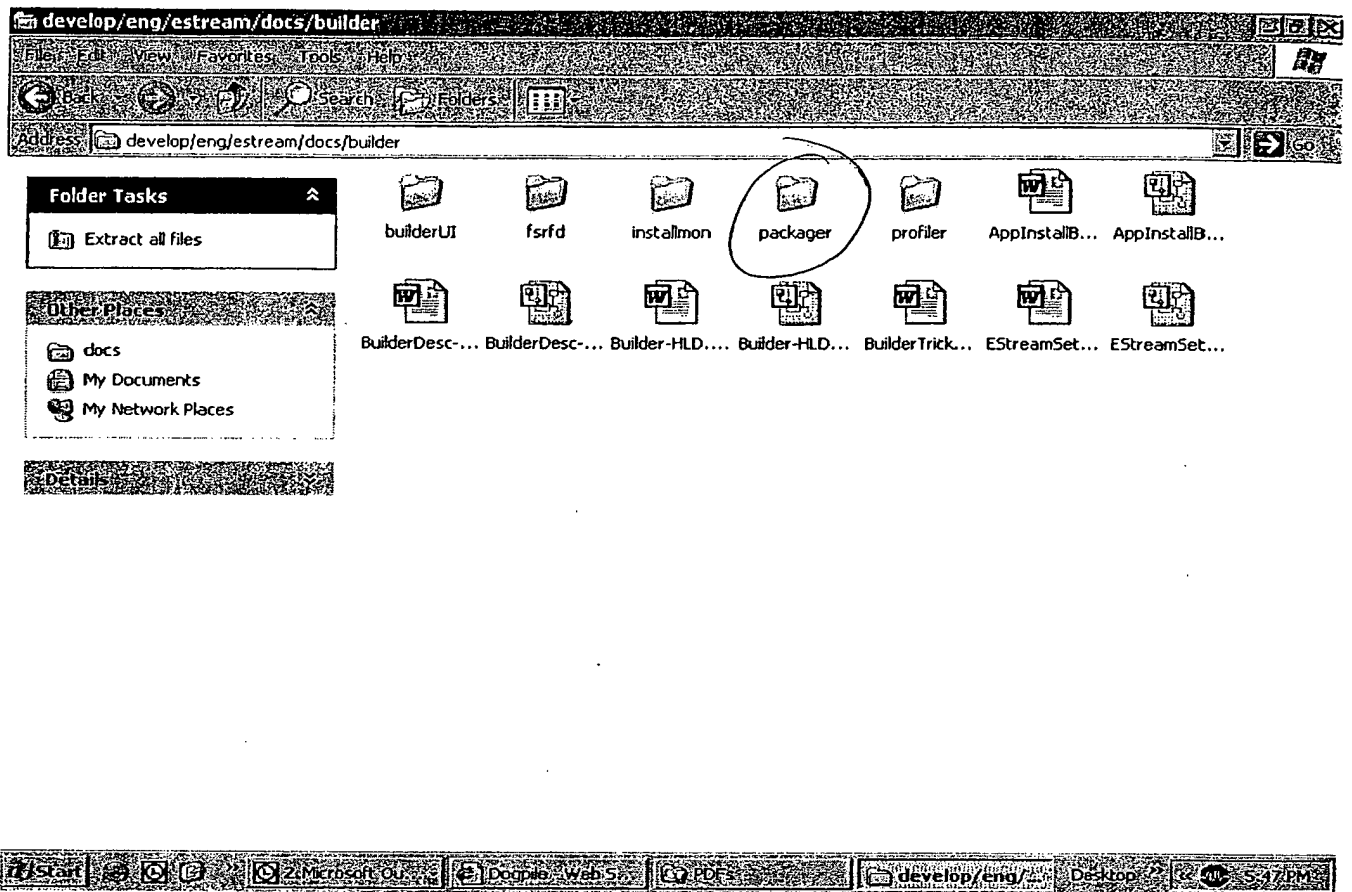 develop/eng/estream/docs/builder
File Edit View Favorites Tools Help
Back Search Folders
Address develop/eng/estream/docs/builder Go
Folder Tasks
Extract all files
Other Places
docs
My Documents
My Network Places
Details
builderUI fsrfd installmon packager profiler AppInstallB... AppInstallB...
BuilderDesc-... BuilderDesc-... Builder-HLD.... Builder-HLD... BuilderTrick... EStreamSet... EStreamSet...
Start 2 Microsoft Ou... Dogpile - Web S... PDFs develop/eng/... Desktop 5:47 PM